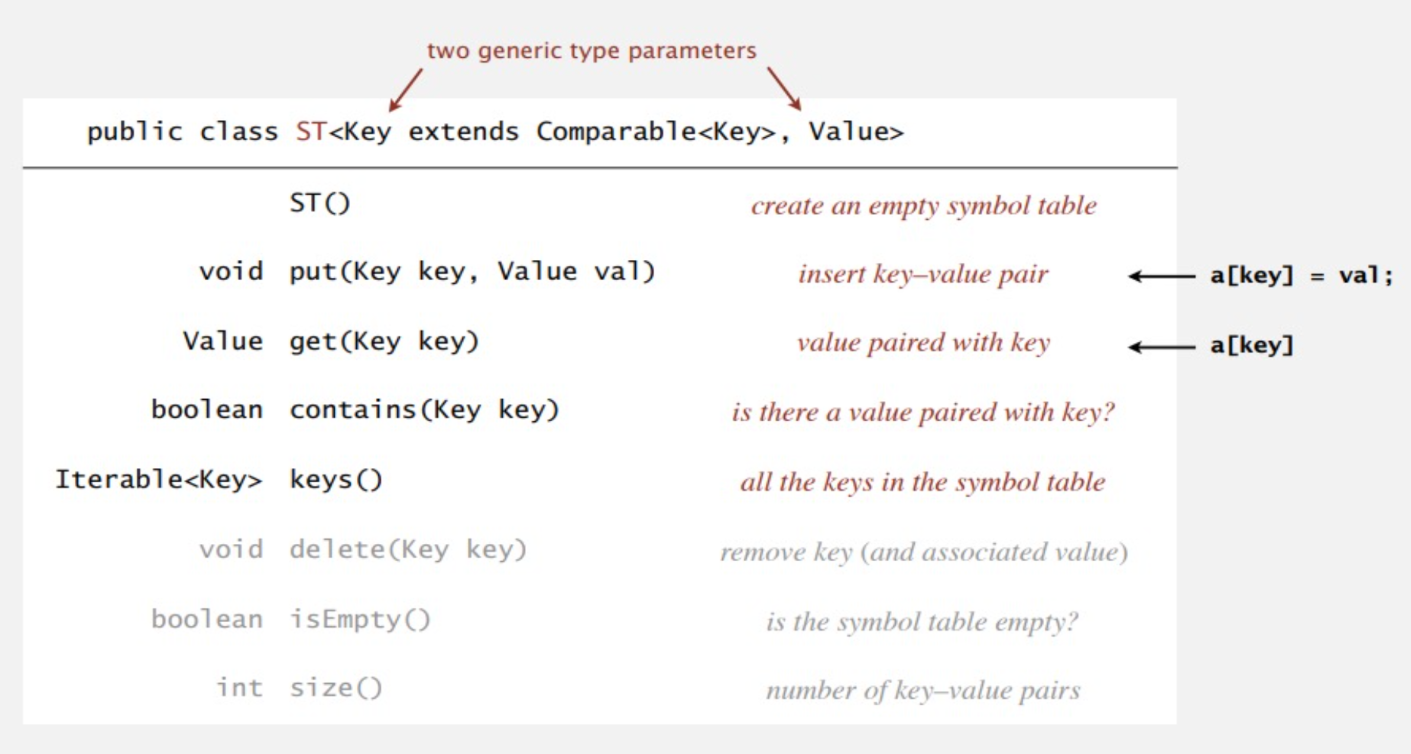 two generic type parameters
public class ST<Key extends Comparable<Key>, Value>
ST() create an empty symbol table
void put(Key key, Value val) insert key–value pair a[key] = val;
Value get(Key key) value paired with key a[key]
boolean contains(Key key) is there a value paired with key?
Iterable<Key> keys() all the keys in the symbol table
void delete(Key key) remove key (and associated value)
boolean isEmpty() is the symbol table empty?
int size() number of key–value pairs